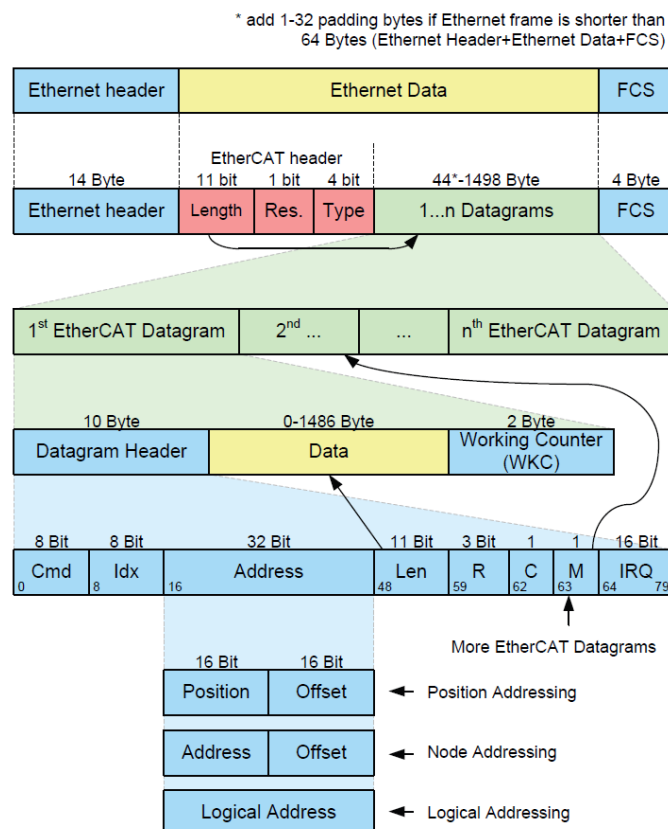 * add 1-32 padding bytes if Ethernet frame is shorter than
64 Bytes (Ethernet Header+Ethernet Data+FCS)
Ethernet header Ethernet Data FCS
EtherCAT header
14 Byte 11 bit 1 bit 4 bit 44*-1498 Byte 4 Byte
Ethernet header Length Res. Type 1...n Datagrams FCS
1st EtherCAT Datagram 2nd ... ... nth EtherCAT Datagram
10 Byte 0-1486 Byte 2 Byte
Datagram Header Data Working Counter
(WKC)
8 Bit 8 Bit 32 Bit 11 Bit 3 Bit 1 1 16 Bit
Cmd Idx Address Len R C M IRQ
0 8 16 48 59 62 63 64 79
More EtherCAT Datagrams
16 Bit 16 Bit
Position Offset Position Addressing
Address Offset Node Addressing
Logical Address Logical Addressing